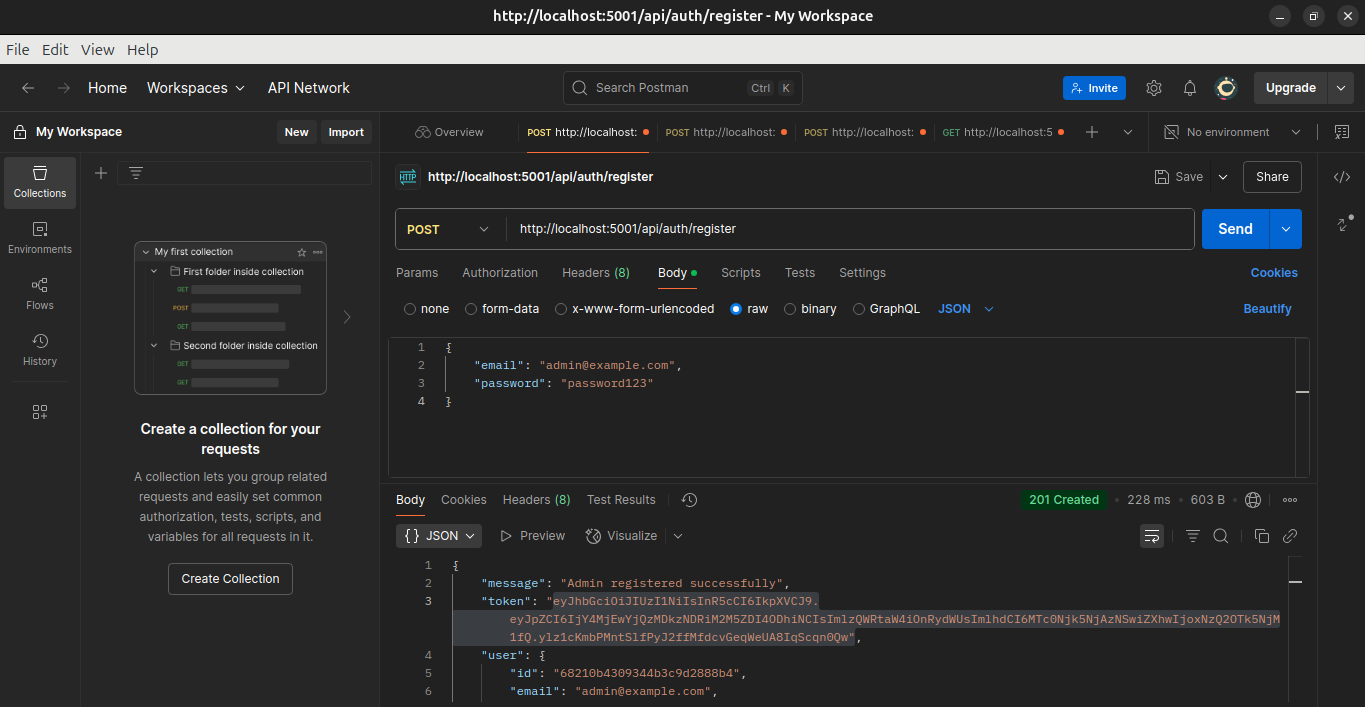 http://localhost:5001/api/auth/register - My Workspace
File Edit View Help
Home Workspaces API Network
Search Postman Ctrl K
Invite
Upgrade
My Workspace
New Import
Overview
POST http://localhost:
POST http://localhost:
POST http://localhost:
GET http://localhost:5
No environment
Collections
Environments
Flows
History
My first collection
First folder inside collection
GET
POST
GET
Second folder inside collection
GET
GET
Create a collection for your
requests
A collection lets you group related
requests and easily set common
authorization, tests, scripts, and
variables for all requests in it.
Create Collection
HTTP http://localhost:5001/api/auth/register
Save Share
POST http://localhost:5001/api/auth/register
Send
Params Authorization Headers (8) Body Scripts Tests Settings Cookies
none form-data x-www-form-urlencoded raw binary GraphQL JSON Beautify
1 {
2 "email": "admin@example.com",
3 "password": "password123"
4 }
Body Cookies Headers (8) Test Results
201 Created • 228 ms • 603 B
{} JSON Preview Visualize
1 {
2 "message": "Admin registered successfully",
3 "token": "eyJhbGciOiJIUzI1NiIsInR5cCI6IkpXVCJ9.
eyJpZCI6IjY4MjEwYjQzMDkzNDRiM2M5ZDI4ODhiNCIsImlzQWRtaW4iOnRydWUsImlhdCI6MTc0Njk5NjAzNSwiZXhwIjoxNzQ2OTk5NjM
1fQ.ylz1cKmbPMntSlfPyJ2ffMfdcvGeqWeUA8IqScqn0Qw",
4 "user": {
5 "id": "68210b4309344b3c9d2888b4",
6 "email": "admin@example.com",